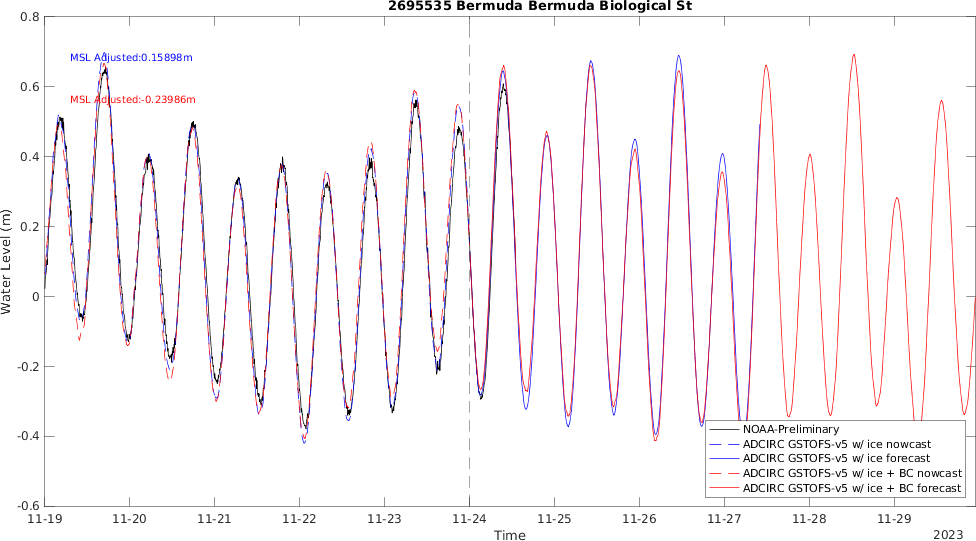 2695535 Bermuda Bermuda Biological St
MSL Adjusted:0.15898m
MSL Adjusted:-0.23986m
Water Level (m)
0.8
0.6
0.4
0.2
0
-0.2
-0.4
-0.6
NOAA-Preliminary
ADCIRC GSTOFS-v5 w/ ice nowcast
ADCIRC GSTOFS-v5 w/ ice forecast
ADCIRC GSTOFS-v5 w/ ice + BC nowcast
ADCIRC GSTOFS-v5 w/ ice + BC forecast
11-19 11-20 11-21 11-22 11-23 11-24 11-25 11-26 11-27 11-28 11-29
Time
2023